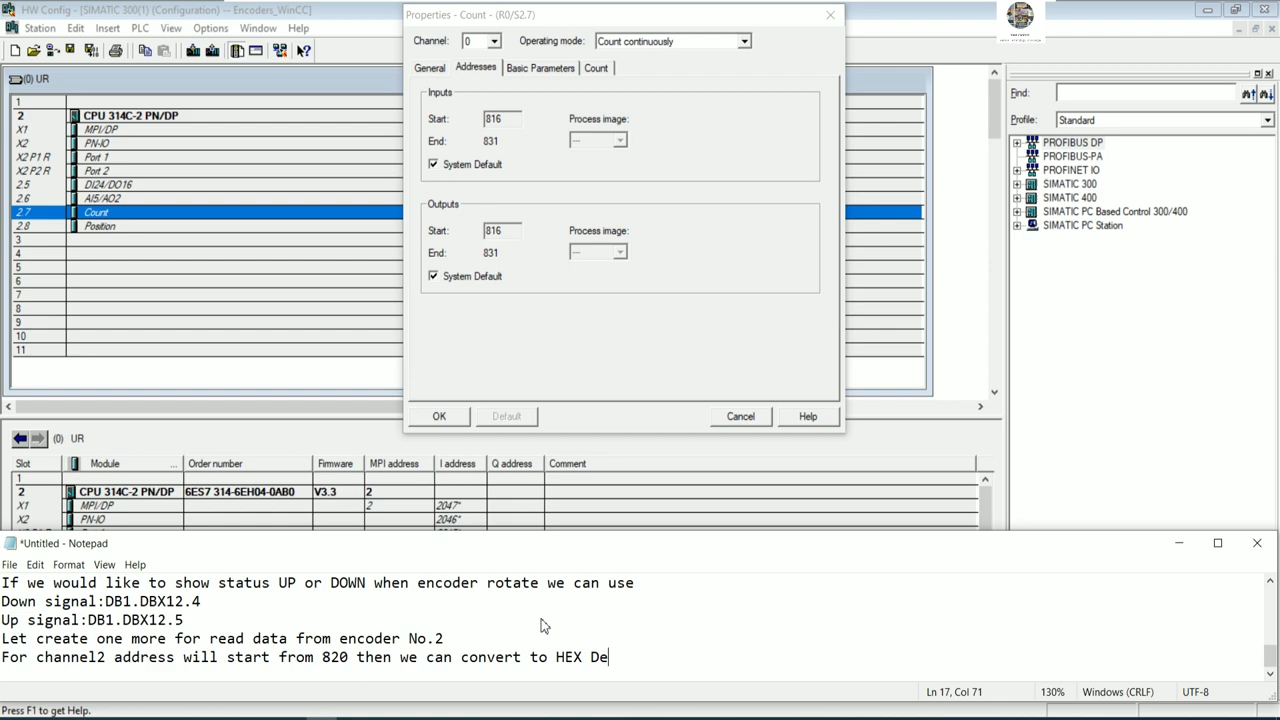 HW Config - [SIMATIC 300(1) (Configuration) -- Encoders_WinCC]
Station Edit Insert PLC View Options Window Help
(0) UR
1
2 CPU 314C-2 PN/DP
X1 MPI/DP
X2 PN-IO
X2 P1 R Port 1
X2 P2 R Port 2
2.5 DI24/DO16
2.6 AI5/AO2
2.7 Count
2.8 Position
3
4
5
6
7
8
9
10
11
Properties - Count - (R0/S2.7)
Channel: 0 Operating mode: Count continuously
General Addresses Basic Parameters Count
Inputs
Start: 816 Process image:
End: 831 ---
System Default
Outputs
Start: 816 Process image:
End: 831 ---
System Default
OK Default Cancel Help
Find:
Profile: Standard
PROFIBUS DP
PROFIBUS-PA
PROFINET IO
SIMATIC 300
SIMATIC 400
SIMATIC PC Based Control 300/400
SIMATIC PC Station
(0) UR
Slot Module ... Order number Firmware MPI address I address Q address Comment
1
2 CPU 314C-2 PN/DP 6ES7 314-6EH04-0AB0 V3.3 2
X1 MPI/DP 2 2047*
X2 PN-IO 2046*
*Untitled - Notepad
File Edit Format View Help
If we would like to show status UP or DOWN when encoder rotate we can use
Down signal:DB1.DBX12.4
Up signal:DB1.DBX12.5
Let create one more for read data from encoder No.2
For channel2 address will start from 820 then we can convert to HEX De
Ln 17, Col 71 130% Windows (CRLF) UTF-8
Press F1 to get Help.